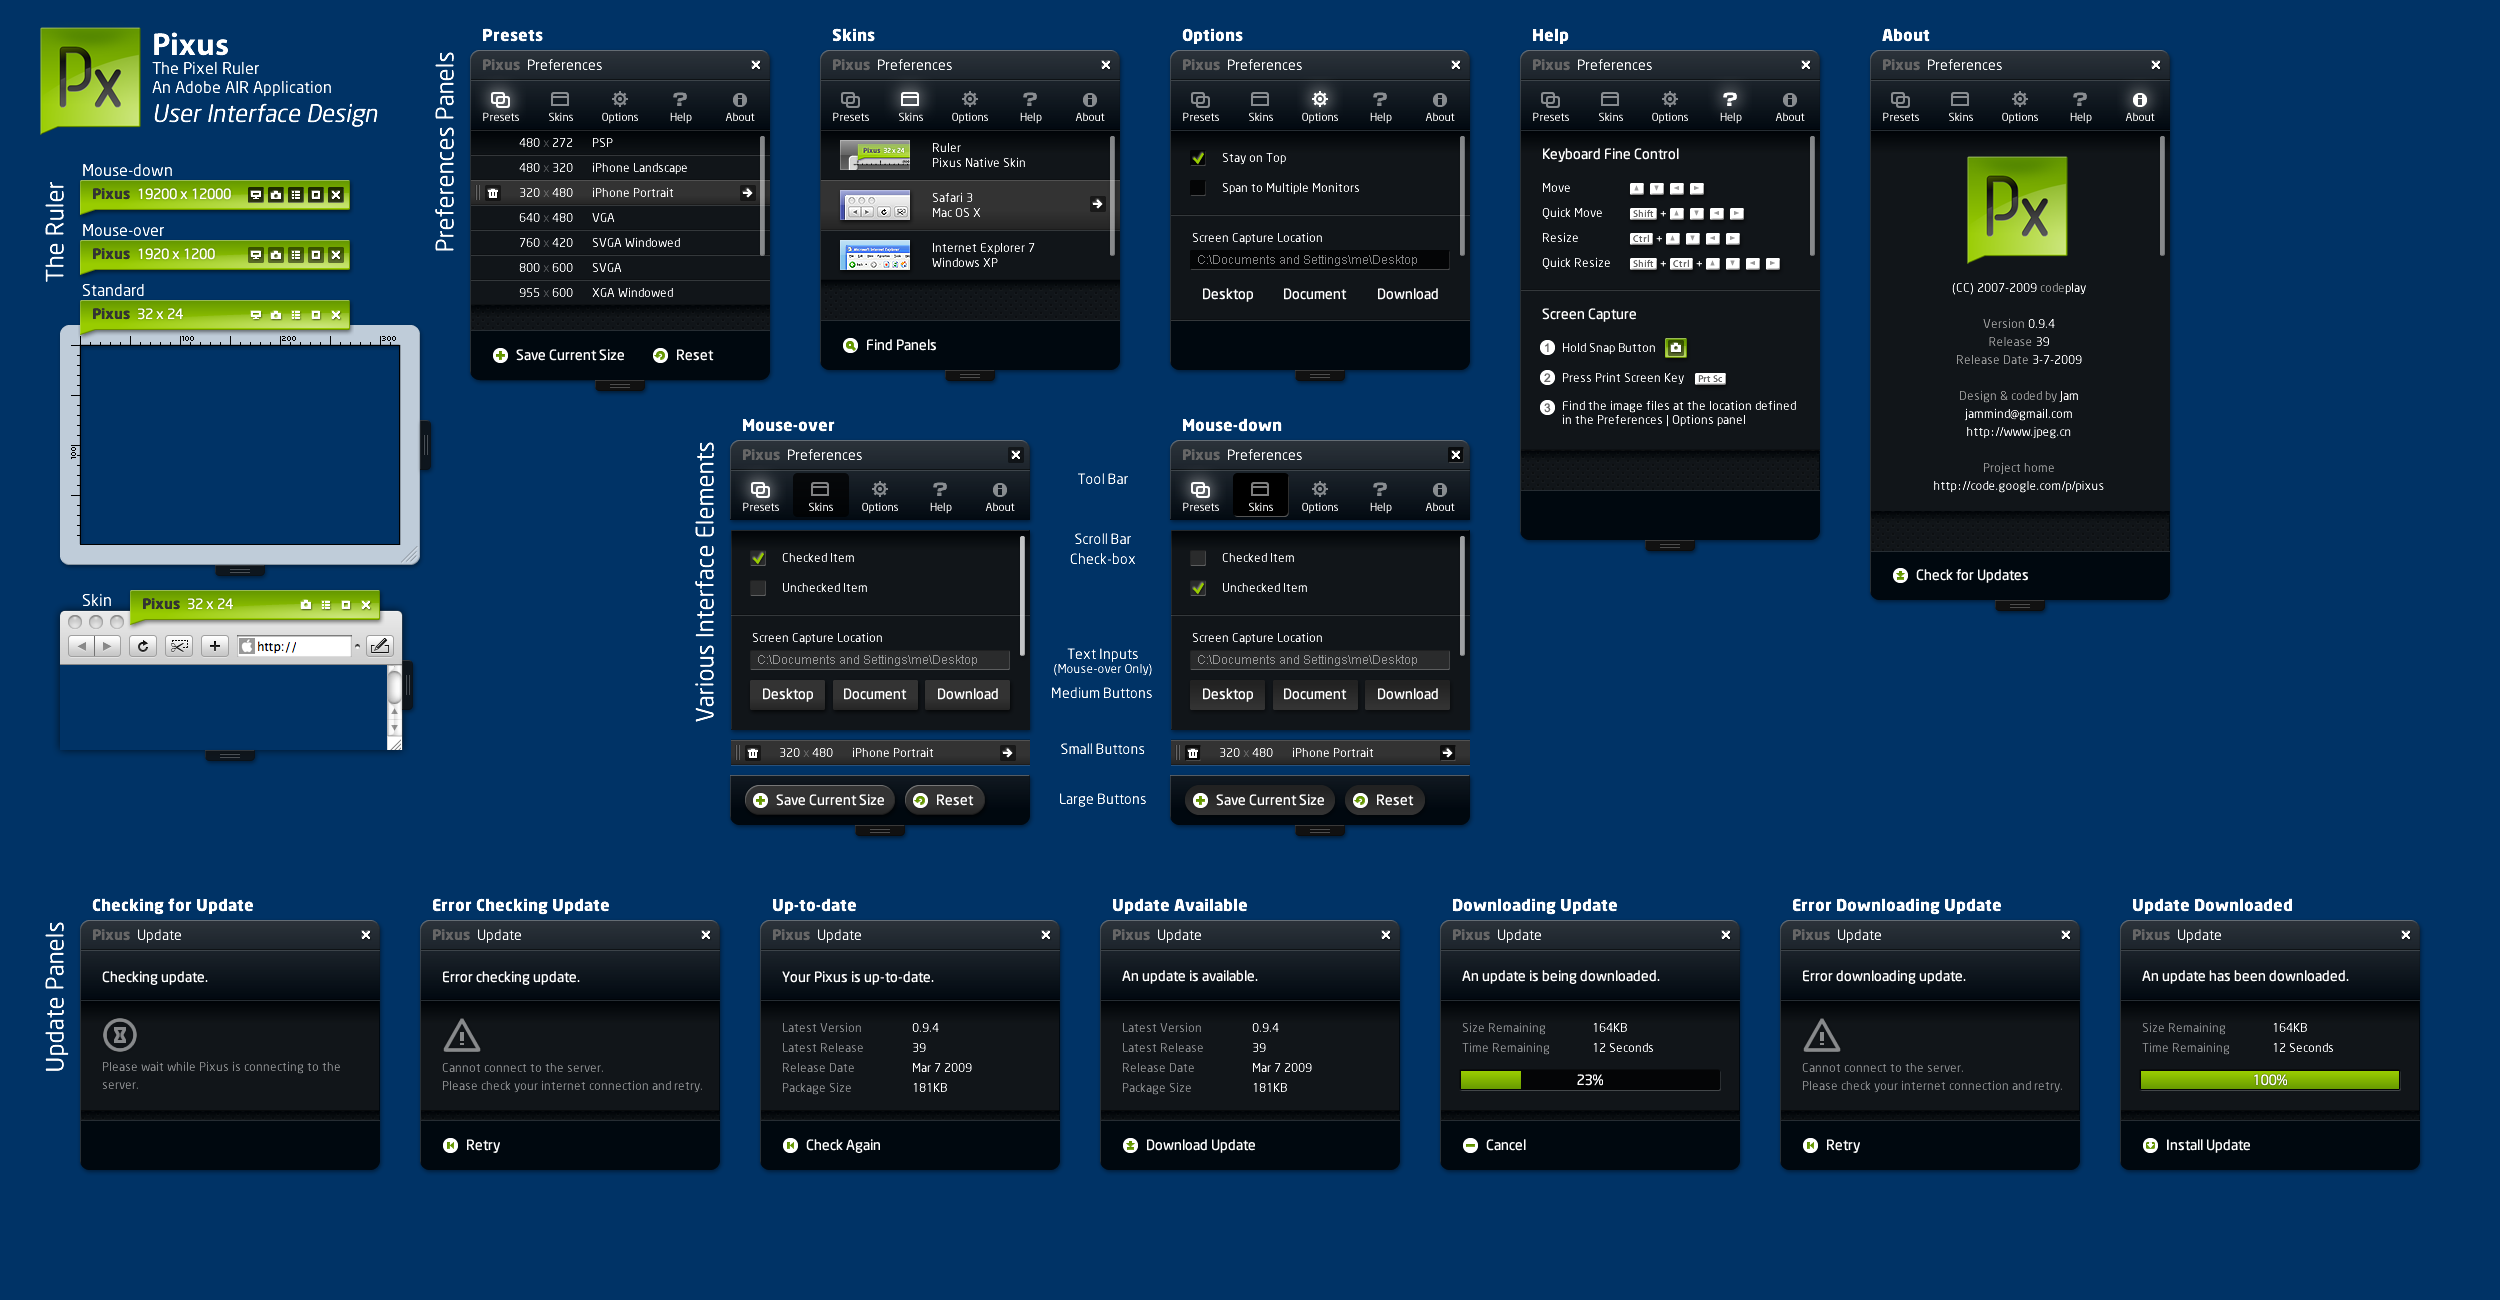 Px
Pixus
The Pixel Ruler
An Adobe AIR Application
User Interface Design
The Ruler
Mouse-down
Pixus 19200 x 12000
Mouse-over
Pixus 1920 x 1200
Standard
Pixus 32 x 24
100
200
300
100
Skin
Pixus 32 x 24
http://
Preferences Panels
Presets
Pixus Preferences
Presets Skins Options Help About
480 x 272 PSP
480 x 320 iPhone Landscape
320 x 480 iPhone Portrait
640 x 480 VGA
760 x 420 SVGA Windowed
800 x 600 SVGA
955 x 600 XGA Windowed
Save Current Size Reset
Skins
Pixus Preferences
Presets Skins Options Help About
Pixus 32 x 24
Ruler
Pixus Native Skin
Safari 3
Mac OS X
Internet Explorer 7
Windows XP
Find Panels
Options
Pixus Preferences
Presets Skins Options Help About
Stay on Top
Span to Multiple Monitors
Screen Capture Location
C:\Documents and Settings\me\Desktop
Desktop Document Download
Help
Pixus Preferences
Presets Skins Options Help About
Keyboard Fine Control
Move
Quick Move Shift +
Resize Ctrl +
Quick Resize Shift + Ctrl +
Screen Capture
1 Hold Snap Button
2 Press Print Screen Key Prt Sc
3 Find the image files at the location defined
in the Preferences | Options panel
About
Pixus Preferences
Presets Skins Options Help About
Px
(CC) 2007-2009 codeplay
Version 0.9.4
Release 39
Release Date 3-7-2009
Design & coded by Jam
jammind@gmail.com
http://www.jpeg.cn
Project home
http://code.google.com/p/pixus
Check for Updates
Various Interface Elements
Mouse-over
Pixus Preferences
Presets Skins Options Help About
Checked Item
Unchecked Item
Screen Capture Location
C:\Documents and Settings\me\Desktop
Desktop Document Download
320 x 480 iPhone Portrait
Save Current Size Reset
Tool Bar
Scroll Bar
Check-box
Text Inputs
(Mouse-over Only)
Medium Buttons
Small Buttons
Large Buttons
Mouse-down
Pixus Preferences
Presets Skins Options Help About
Checked Item
Unchecked Item
Screen Capture Location
C:\Documents and Settings\me\Desktop
Desktop Document Download
320 x 480 iPhone Portrait
Save Current Size Reset
Update Panels
Checking for Update
Pixus Update
Checking update.
Please wait while Pixus is connecting to the
server.
Error Checking Update
Pixus Update
Error checking update.
Cannot connect to the server.
Please check your internet connection and retry.
Retry
Up-to-date
Pixus Update
Your Pixus is up-to-date.
Latest Version 0.9.4
Latest Release 39
Release Date Mar 7 2009
Package Size 181KB
Check Again
Update Available
Pixus Update
An update is available.
Latest Version 0.9.4
Latest Release 39
Release Date Mar 7 2009
Package Size 181KB
Download Update
Downloading Update
Pixus Update
An update is being downloaded.
Size Remaining 164KB
Time Remaining 12 Seconds
23%
Cancel
Error Downloading Update
Pixus Update
Error downloading update.
Cannot connect to the server.
Please check your internet connection and retry.
Retry
Update Downloaded
Pixus Update
An update has been downloaded.
Size Remaining 164KB
Time Remaining 12 Seconds
100%
Install Update